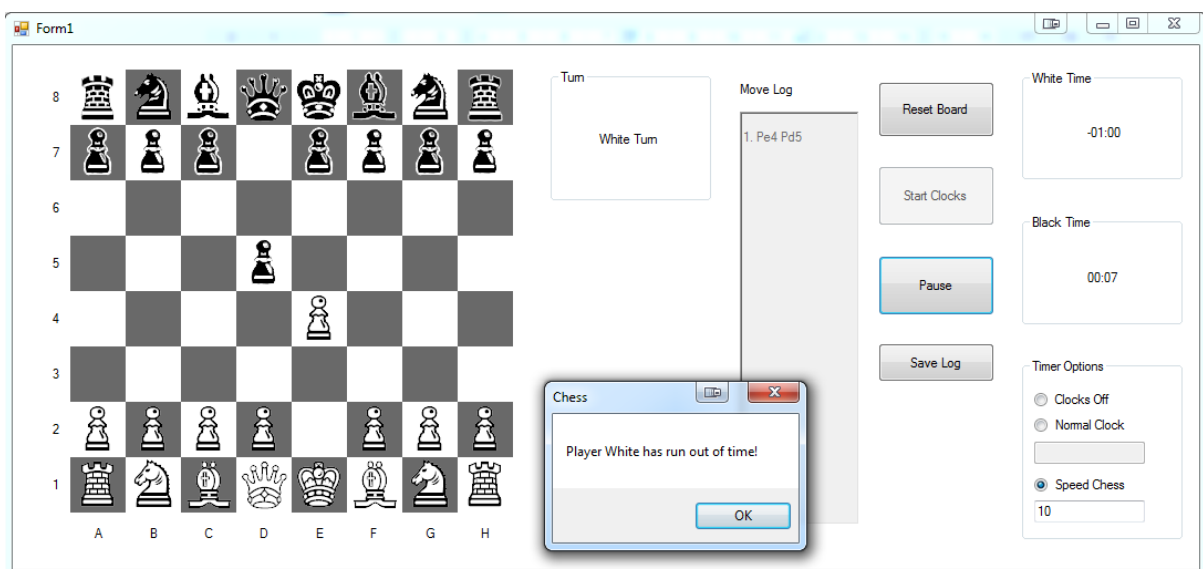 Form1
8
7
6
5
4
3
2
1
A B C D E F G H
Turn
White Turn
Move Log
1. Pe4 Pd5
Reset Board
Start Clocks
Pause
Save Log
White Time
-01:00
Black Time
00:07
Timer Options
Clocks Off
Normal Clock
Speed Chess
10
Chess
Player White has run out of time!
OK